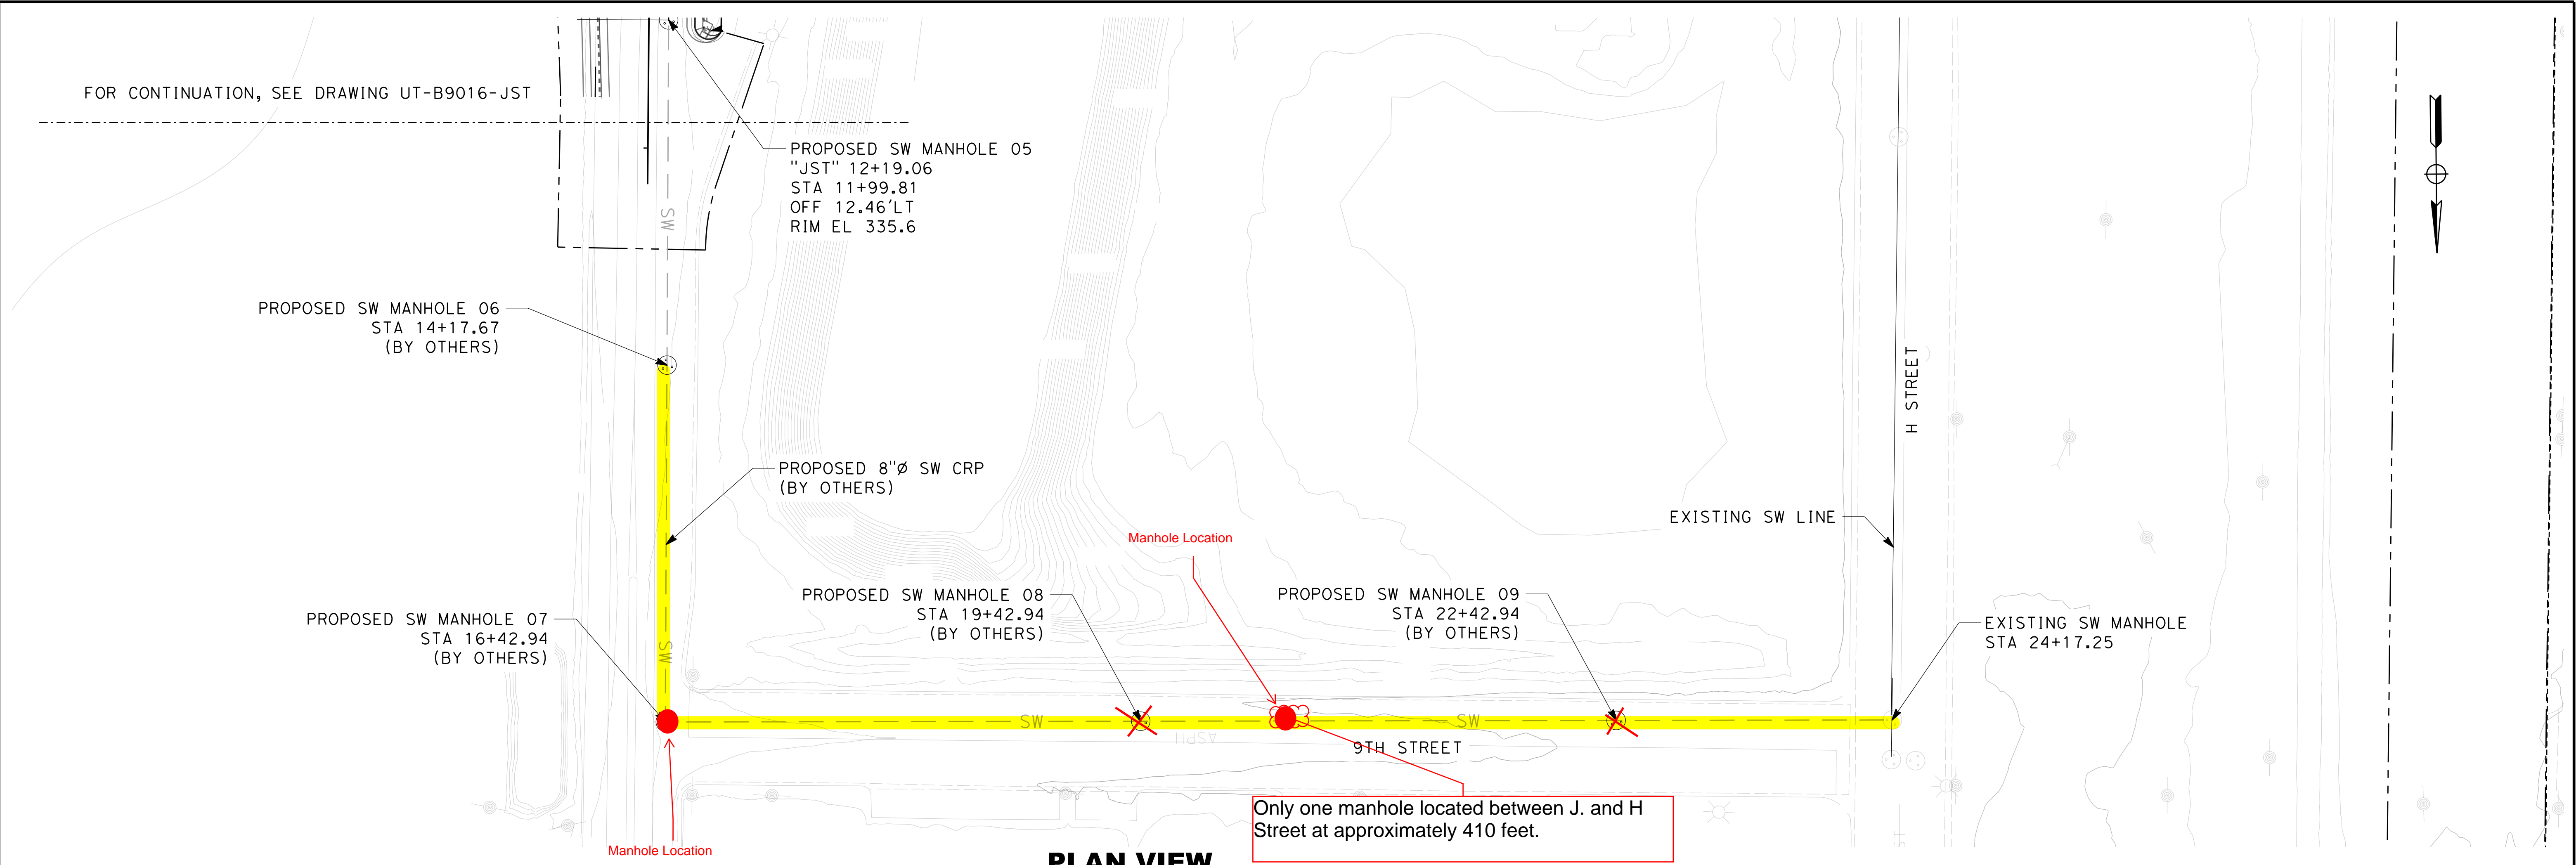 FOR CONTINUATION, SEE DRAWING UT-B9016-JST
PROPOSED SW MANHOLE 05
"JST" 12+19.06
STA 11+99.81
OFF 12.46'LT
RIM EL 335.6
SW
PROPOSED SW MANHOLE 06
STA 14+17.67
(BY OTHERS)
H STREET
PROPOSED 8"Ø SW CRP
(BY OTHERS)
EXISTING SW LINE
Manhole Location
PROPOSED SW MANHOLE 07
STA 16+42.94
(BY OTHERS)
SW
PROPOSED SW MANHOLE 08
STA 19+42.94
(BY OTHERS)
PROPOSED SW MANHOLE 09
STA 22+42.94
(BY OTHERS)
EXISTING SW MANHOLE
STA 24+17.25
SW
SW
ASPH
9TH STREET
Only one manhole located between J. and H
Street at approximately 410 feet.
Manhole Location
PLAN VIEW